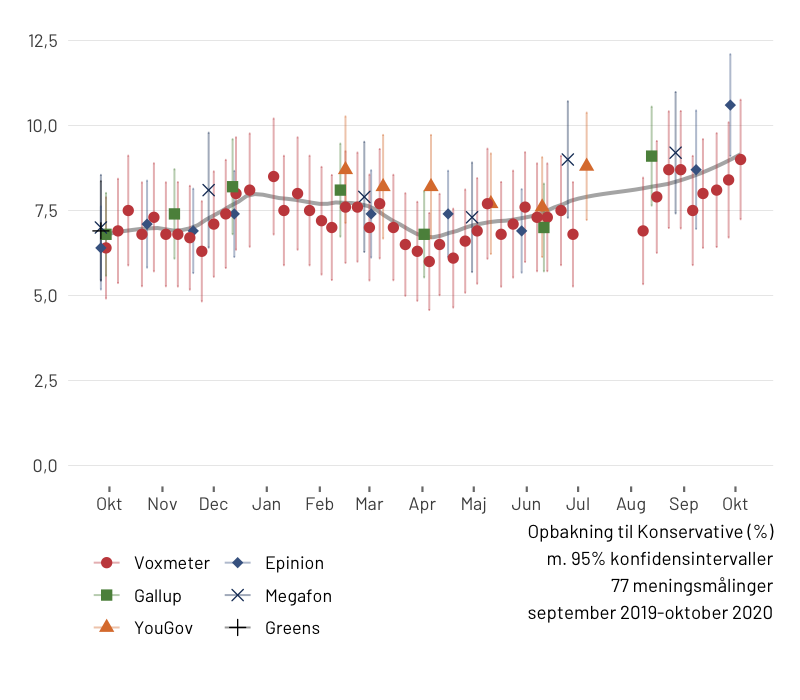 12,5
10,0
7,5
5,0
2,5
0,0
Okt Nov Dec Jan Feb Mar Apr Maj Jun Jul Aug Sep Okt
Opbakning til Konservative (%)
m. 95% konfidensintervaller
77 meningsmålinger
september 2019-oktober 2020
Voxmeter Epinion
Gallup Megafon
YouGov Greens